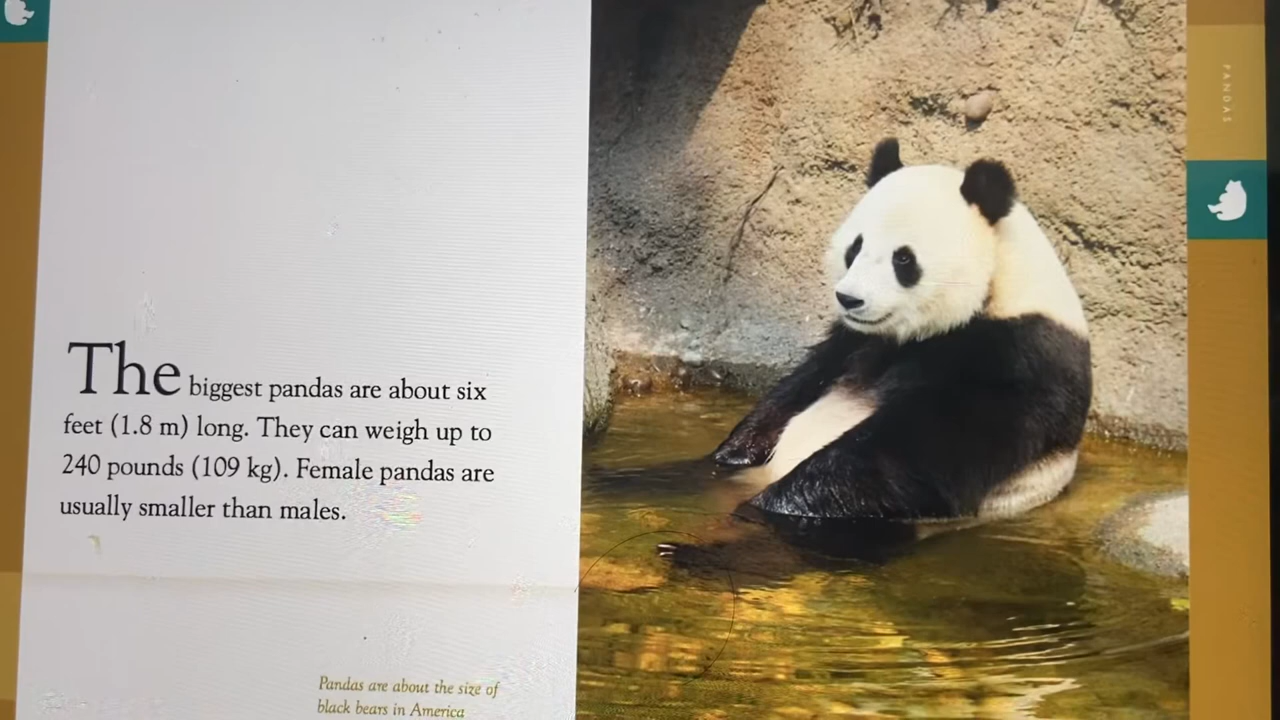 The biggest pandas are about six
feet (1.8 m) long. They can weigh up to
240 pounds (109 kg). Female pandas are
usually smaller than males.
Pandas are about the size of
black bears in America
PANDAS